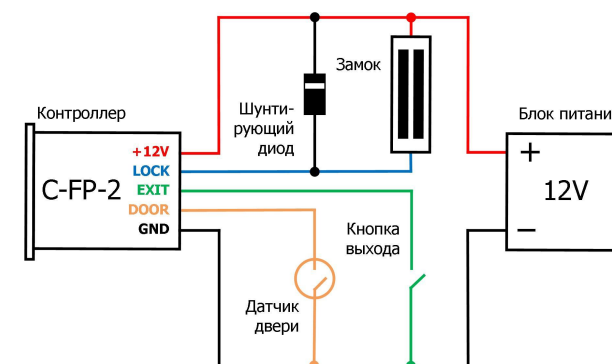 Замок
Шунти-
рующий
диод
Контроллер
Блок питани
C-FP-2
+12V
LOCK
EXIT
DOOR
GND
+
12V
−
Кнопка
выхода
Датчик
двери